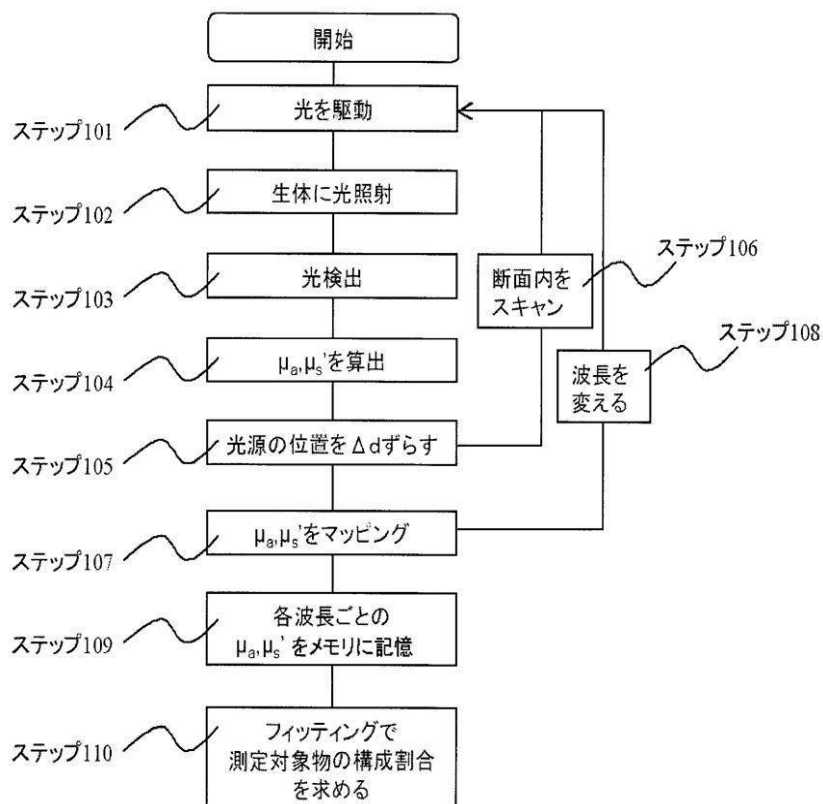 開始
ステップ101
光を駆動
ステップ102
生体に光照射
ステップ103
光検出
ステップ106
断面内を
スキャン
ステップ104
μa,μs'を算出
ステップ108
波長を
変える
ステップ105
光源の位置をΔdずらす
ステップ107
μa,μs'をマッピング
ステップ109
各波長ごとの
μa,μs'をメモリに記憶
ステップ110
フィッティングで
測定対象物の構成割合
を求める